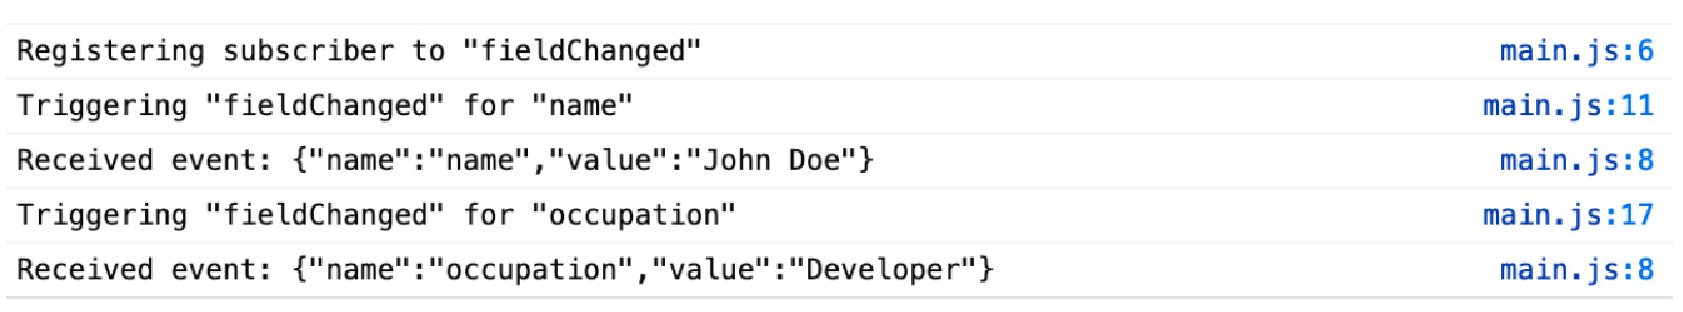 Registering subscriber to "fieldChanged" main.js:6
Triggering "fieldChanged" for "name" main.js:11
Received event: {"name":"name","value":"John Doe"} main.js:8
Triggering "fieldChanged" for "occupation" main.js:17
Received event: {"name":"occupation","value":"Developer"} main.js:8